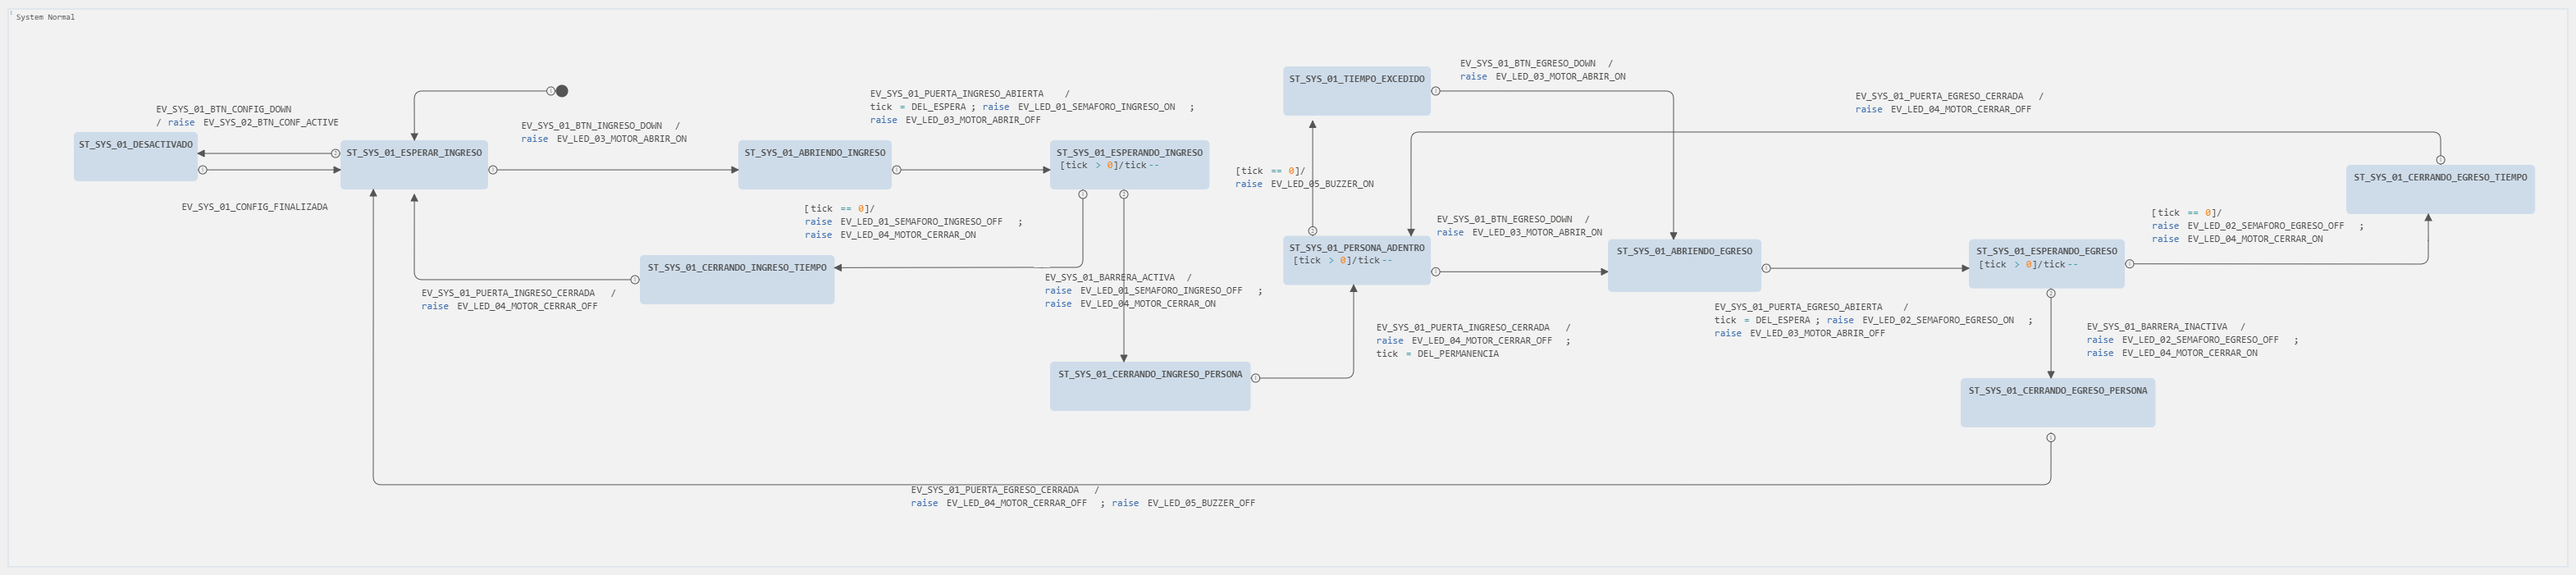 System Normal
EV_SYS_01_BTN_CONFIG_DOWN
/ raise EV_SYS_02_BTN_CONF_ACTIVE
ST_SYS_01_DESACTIVADO
EV_SYS_01_CONFIG_FINALIZADA
ST_SYS_01_ESPERAR_INGRESO
EV_SYS_01_BTN_INGRESO_DOWN /
raise EV_LED_03_MOTOR_ABRIR_ON
ST_SYS_01_ABRIENDO_INGRESO
EV_SYS_01_PUERTA_INGRESO_ABIERTA /
tick = DEL_ESPERA ; raise EV_LED_01_SEMAFORO_INGRESO_ON ;
raise EV_LED_03_MOTOR_ABRIR_OFF
ST_SYS_01_ESPERANDO_INGRESO
[tick > 0]/tick--
[tick == 0]/
raise EV_LED_01_SEMAFORO_INGRESO_OFF ;
raise EV_LED_04_MOTOR_CERRAR_ON
ST_SYS_01_CERRANDO_INGRESO_TIEMPO
EV_SYS_01_PUERTA_INGRESO_CERRADA /
raise EV_LED_04_MOTOR_CERRAR_OFF
EV_SYS_01_BARRERA_ACTIVA /
raise EV_LED_01_SEMAFORO_INGRESO_OFF ;
raise EV_LED_04_MOTOR_CERRAR_ON
ST_SYS_01_CERRANDO_INGRESO_PERSONA
EV_SYS_01_PUERTA_INGRESO_CERRADA /
raise EV_LED_04_MOTOR_CERRAR_OFF ;
tick = DEL_PERMANENCIA
ST_SYS_01_PERSONA_ADENTRO
[tick > 0]/tick--
[tick == 0]/
raise EV_LED_05_BUZZER_ON
ST_SYS_01_TIEMPO_EXCEDIDO
EV_SYS_01_BTN_EGRESO_DOWN /
raise EV_LED_03_MOTOR_ABRIR_ON
EV_SYS_01_BTN_EGRESO_DOWN /
raise EV_LED_03_MOTOR_ABRIR_ON
ST_SYS_01_ABRIENDO_EGRESO
EV_SYS_01_PUERTA_EGRESO_ABIERTA /
tick = DEL_ESPERA ; raise EV_LED_02_SEMAFORO_EGRESO_ON ;
raise EV_LED_03_MOTOR_ABRIR_OFF
ST_SYS_01_ESPERANDO_EGRESO
[tick > 0]/tick--
[tick == 0]/
raise EV_LED_02_SEMAFORO_EGRESO_OFF ;
raise EV_LED_04_MOTOR_CERRAR_ON
ST_SYS_01_CERRANDO_EGRESO_TIEMPO
EV_SYS_01_PUERTA_EGRESO_CERRADA /
raise EV_LED_04_MOTOR_CERRAR_OFF
EV_SYS_01_BARRERA_INACTIVA /
raise EV_LED_02_SEMAFORO_EGRESO_OFF ;
raise EV_LED_04_MOTOR_CERRAR_ON
ST_SYS_01_CERRANDO_EGRESO_PERSONA
EV_SYS_01_PUERTA_EGRESO_CERRADA /
raise EV_LED_04_MOTOR_CERRAR_OFF ; raise EV_LED_05_BUZZER_OFF